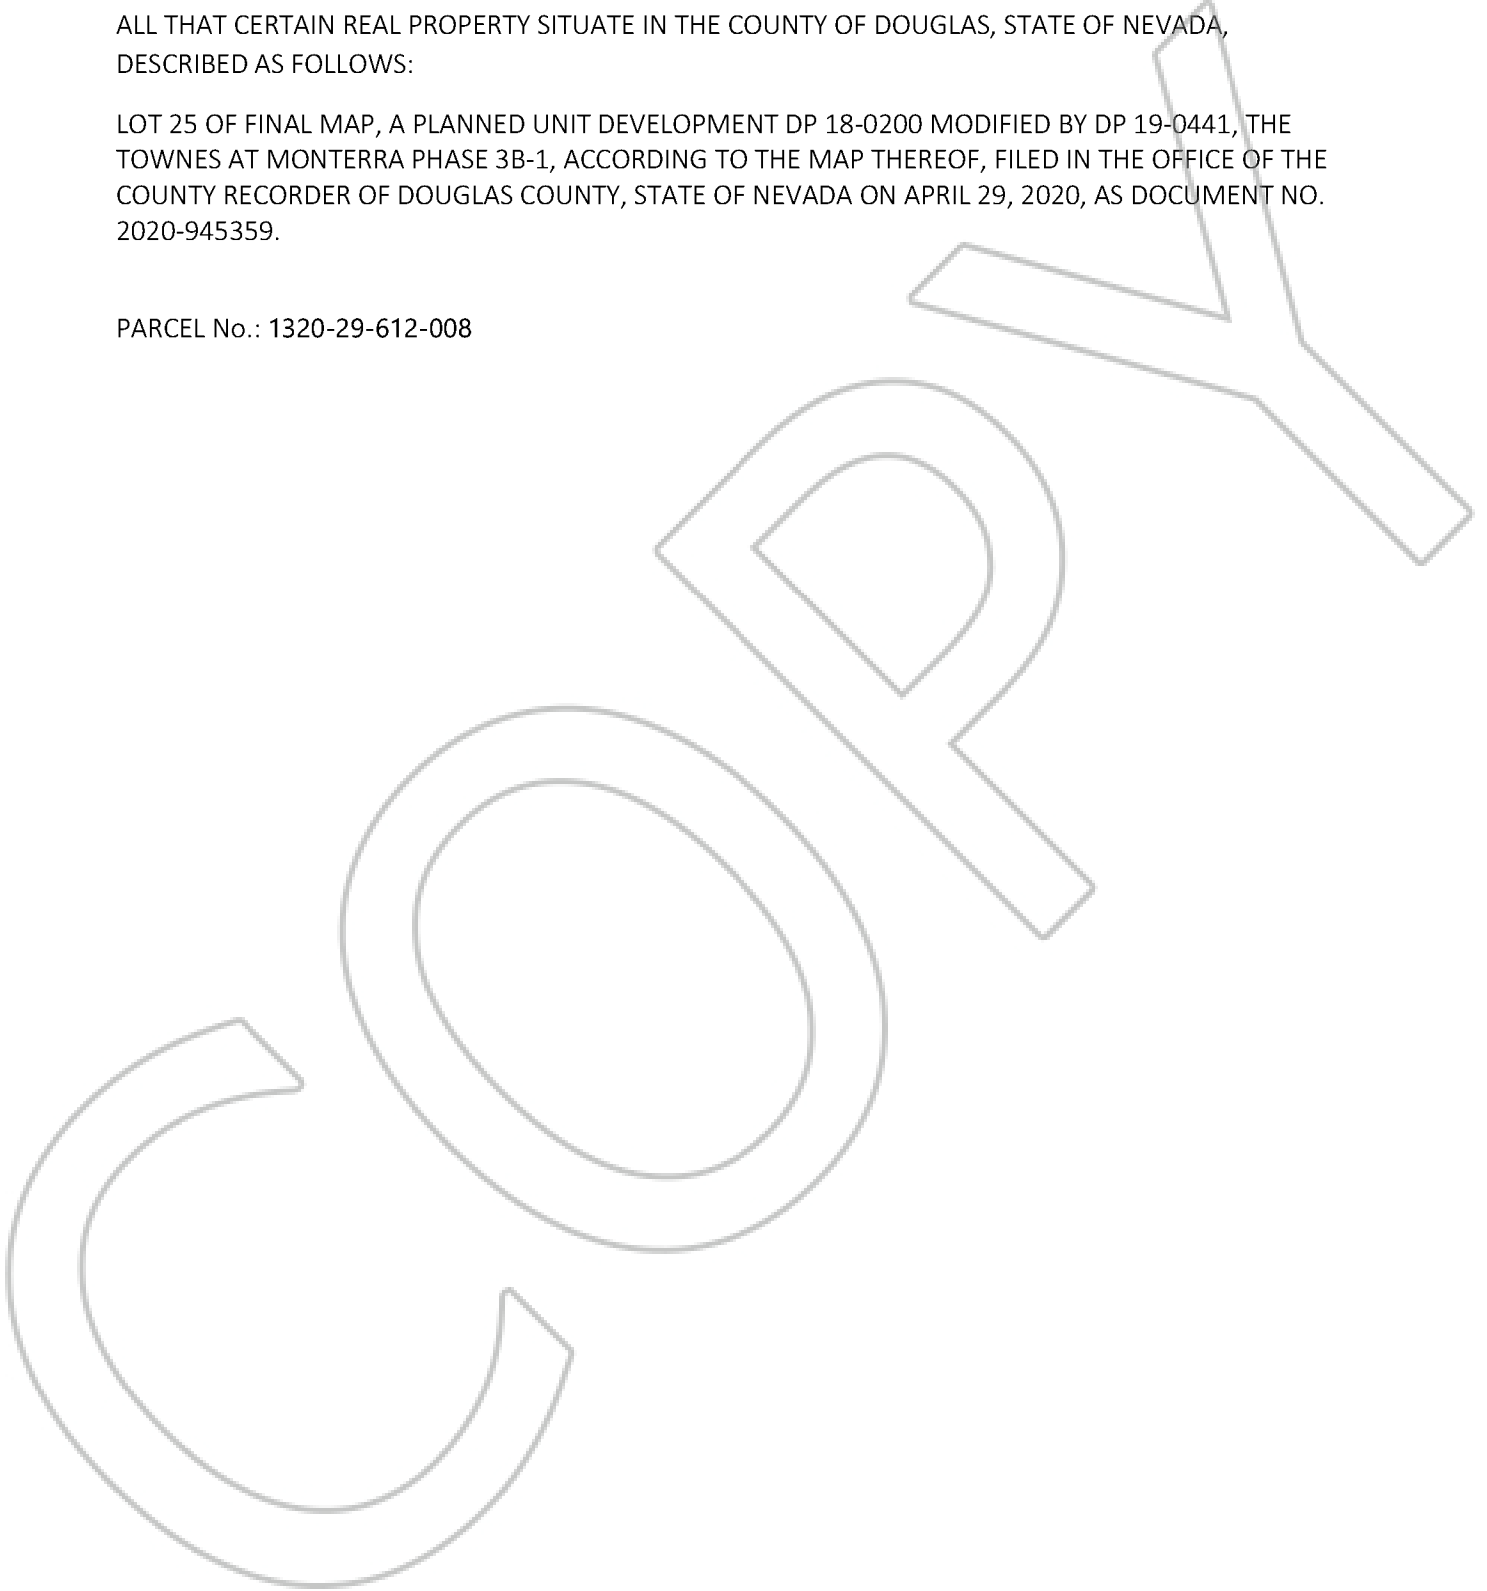 ALL THAT CERTAIN REAL PROPERTY SITUATE IN THE COUNTY OF DOUGLAS, STATE OF NEVADA,
DESCRIBED AS FOLLOWS:
LOT 25 OF FINAL MAP, A PLANNED UNIT DEVELOPMENT DP 18-0200 MODIFIED BY DP 19-0441, THE
TOWNES AT MONTERRA PHASE 3B-1, ACCORDING TO THE MAP THEREOF, FILED IN THE OFFICE OF THE
COUNTY RECORDER OF DOUGLAS COUNTY, STATE OF NEVADA ON APRIL 29, 2020, AS DOCUMENT NO.
2020-945359.
PARCEL No.: 1320-29-612-008
COPY